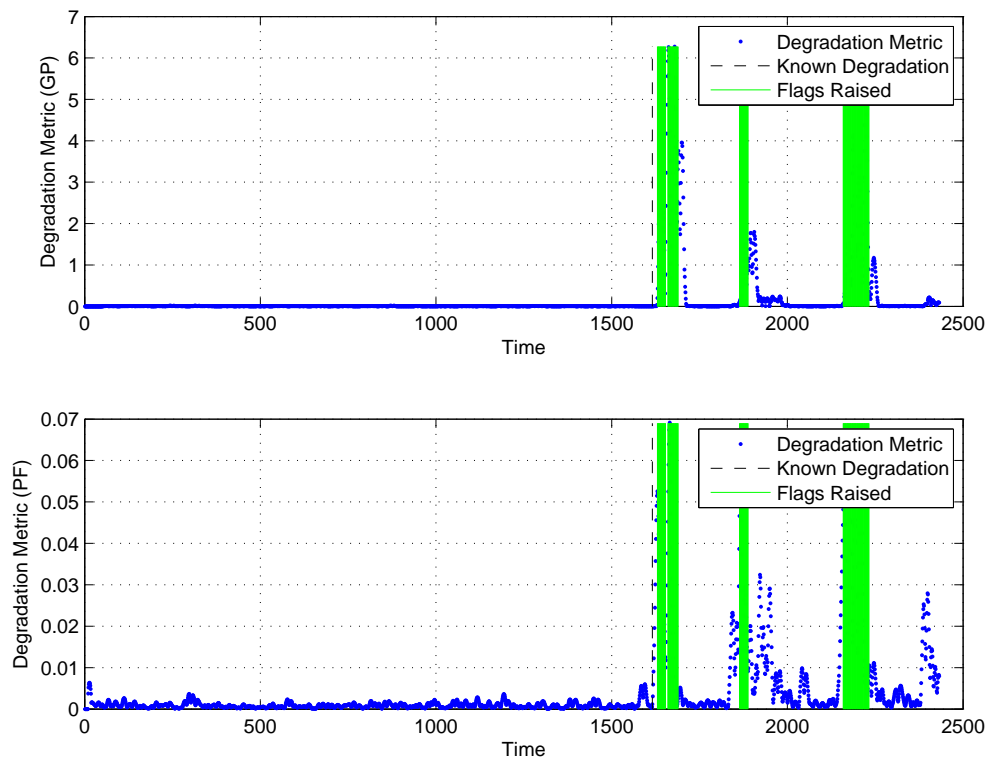 7
6
5
4
3
2
1
0
Degradation Metric (GP)
Degradation Metric
Known Degradation
Flags Raised
0 500 1000 1500 2000 2500
Time
0.07
0.06
0.05
0.04
0.03
0.02
0.01
0
Degradation Metric (PF)
Degradation Metric
Known Degradation
Flags Raised
0 500 1000 1500 2000 2500
Time